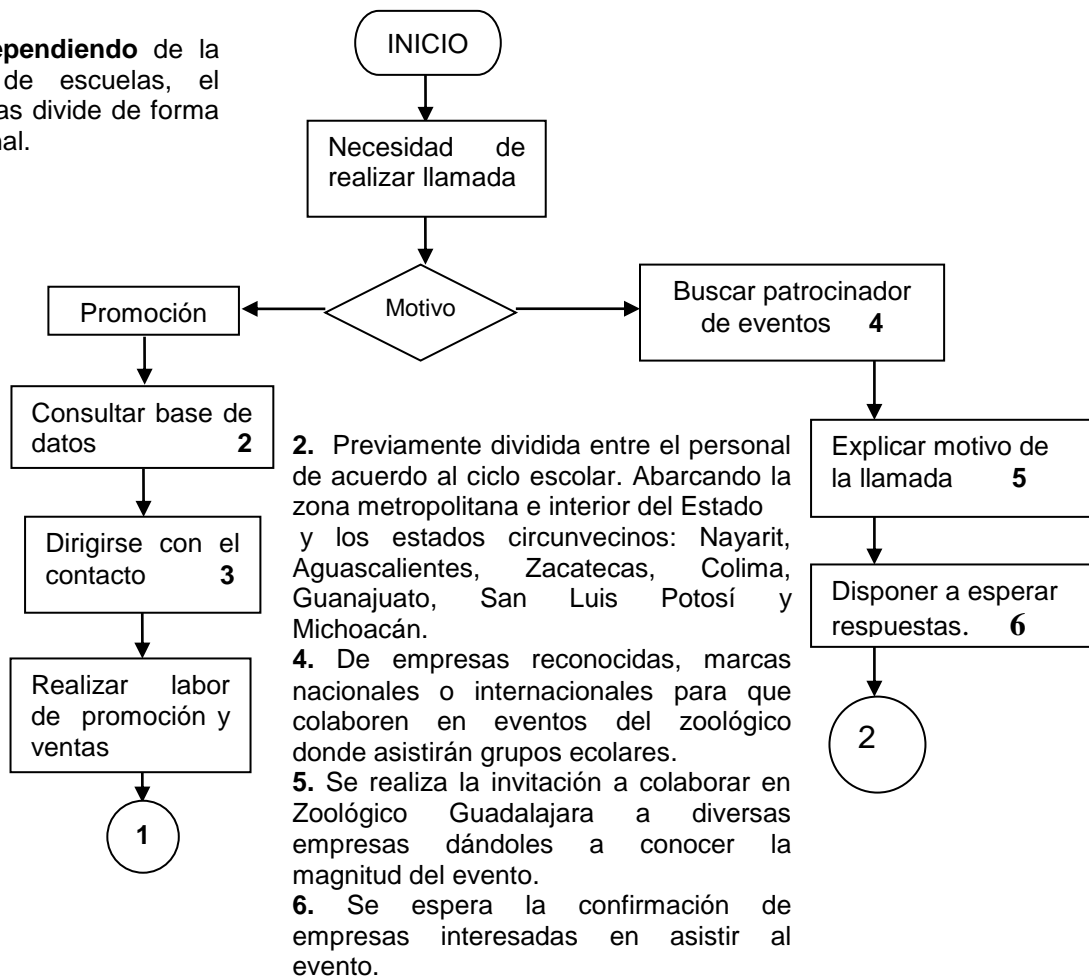 INICIO
ependiendo de la
de escuelas, el
as divide de forma
al.
Necesidad de
realizar llamada
Motivo
Promoción
Buscar patrocinador
de eventos 4
Consultar base de
datos 2
Dirigirse con el
contacto 3
Realizar labor
de promoción y
ventas
1
2. Previamente dividida entre el personal
de acuerdo al ciclo escolar. Abarcando la
zona metropolitana e interior del Estado
y los estados circunvecinos: Nayarit,
Aguascalientes, Zacatecas, Colima,
Guanajuato, San Luis Potosí y
Michoacán.
4. De empresas reconocidas, marcas
nacionales o internacionales para que
colaboren en eventos del zoológico
donde asistirán grupos ecolares.
5. Se realiza la invitación a colaborar en
Zoológico Guadalajara a diversas
empresas dándoles a conocer la
magnitud del evento.
6. Se espera la confirmación de
empresas interesadas en asistir al
evento.
Explicar motivo de
la llamada 5
Disponer a esperar
respuestas. 6
2